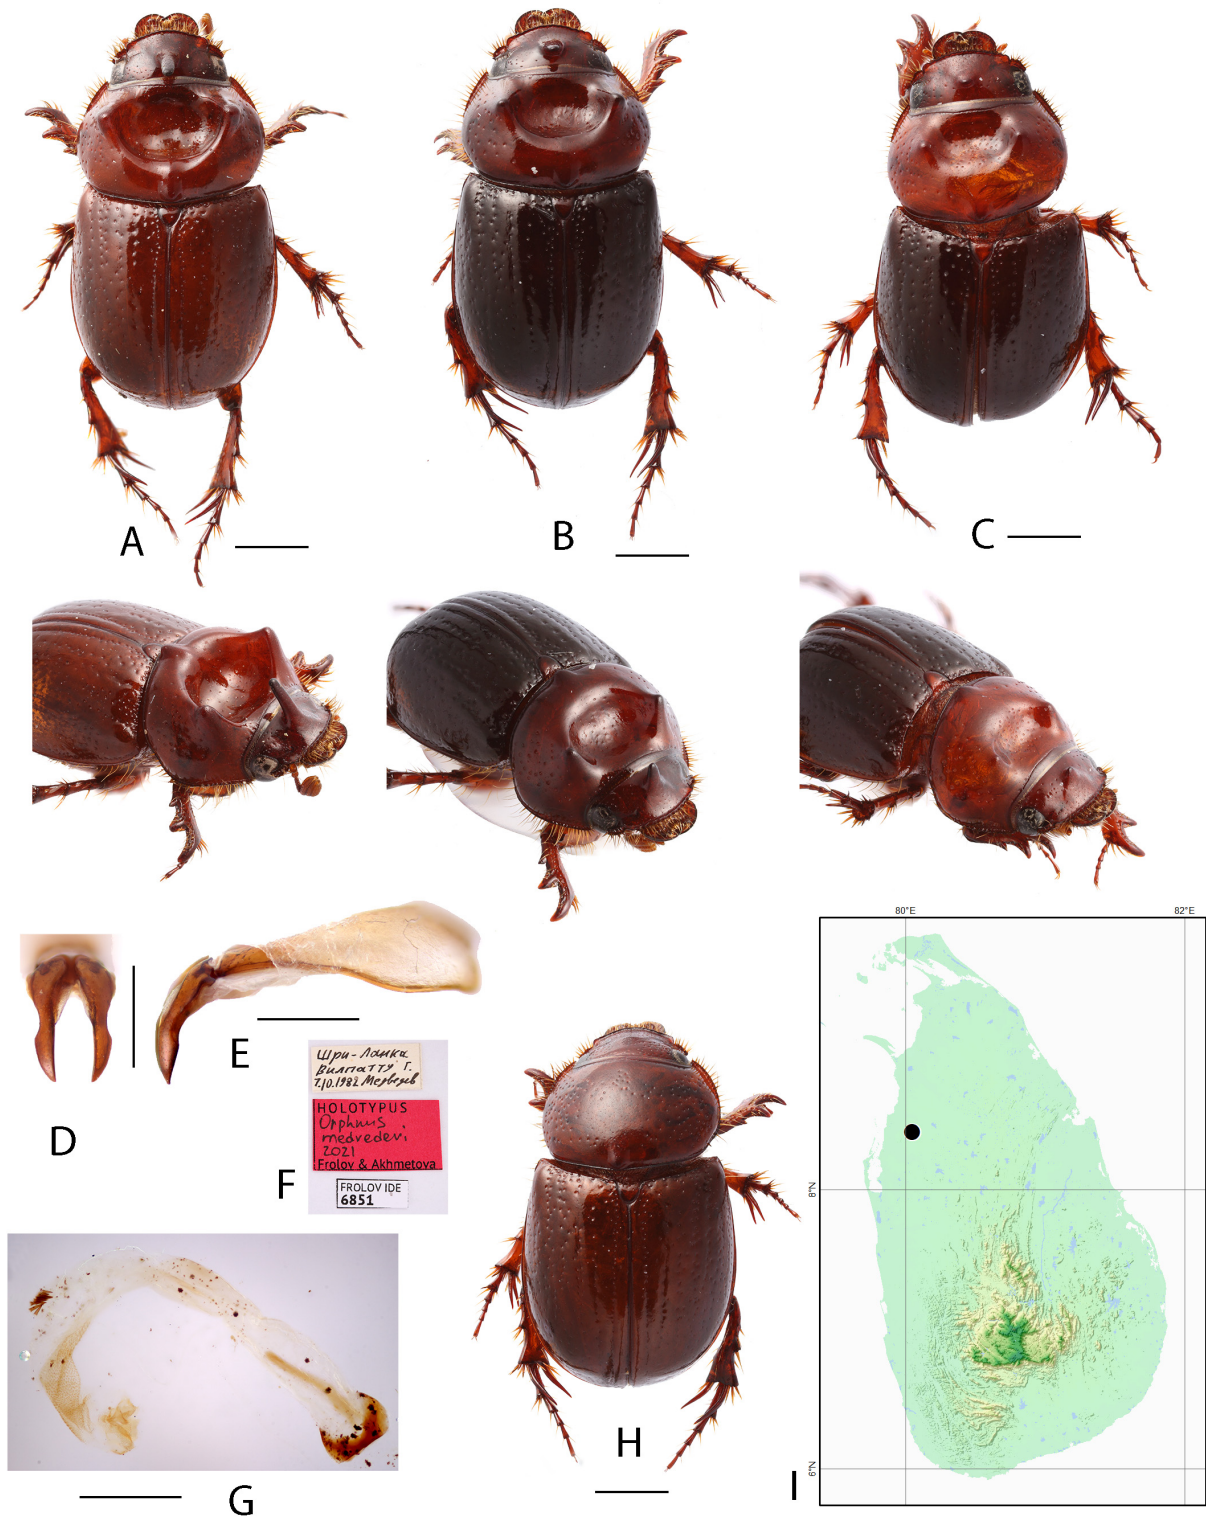 A
B
C
D
E
Шри-Ланка
Вилпатту Г.
7.10.1982 Медведев
HOLOTYPUS
Orphnus
medvedevi
2021
Frolov & Akhmetova
FROLOV IDE
6851
F
G
H
80°E
82°E
8°N
6°N
I